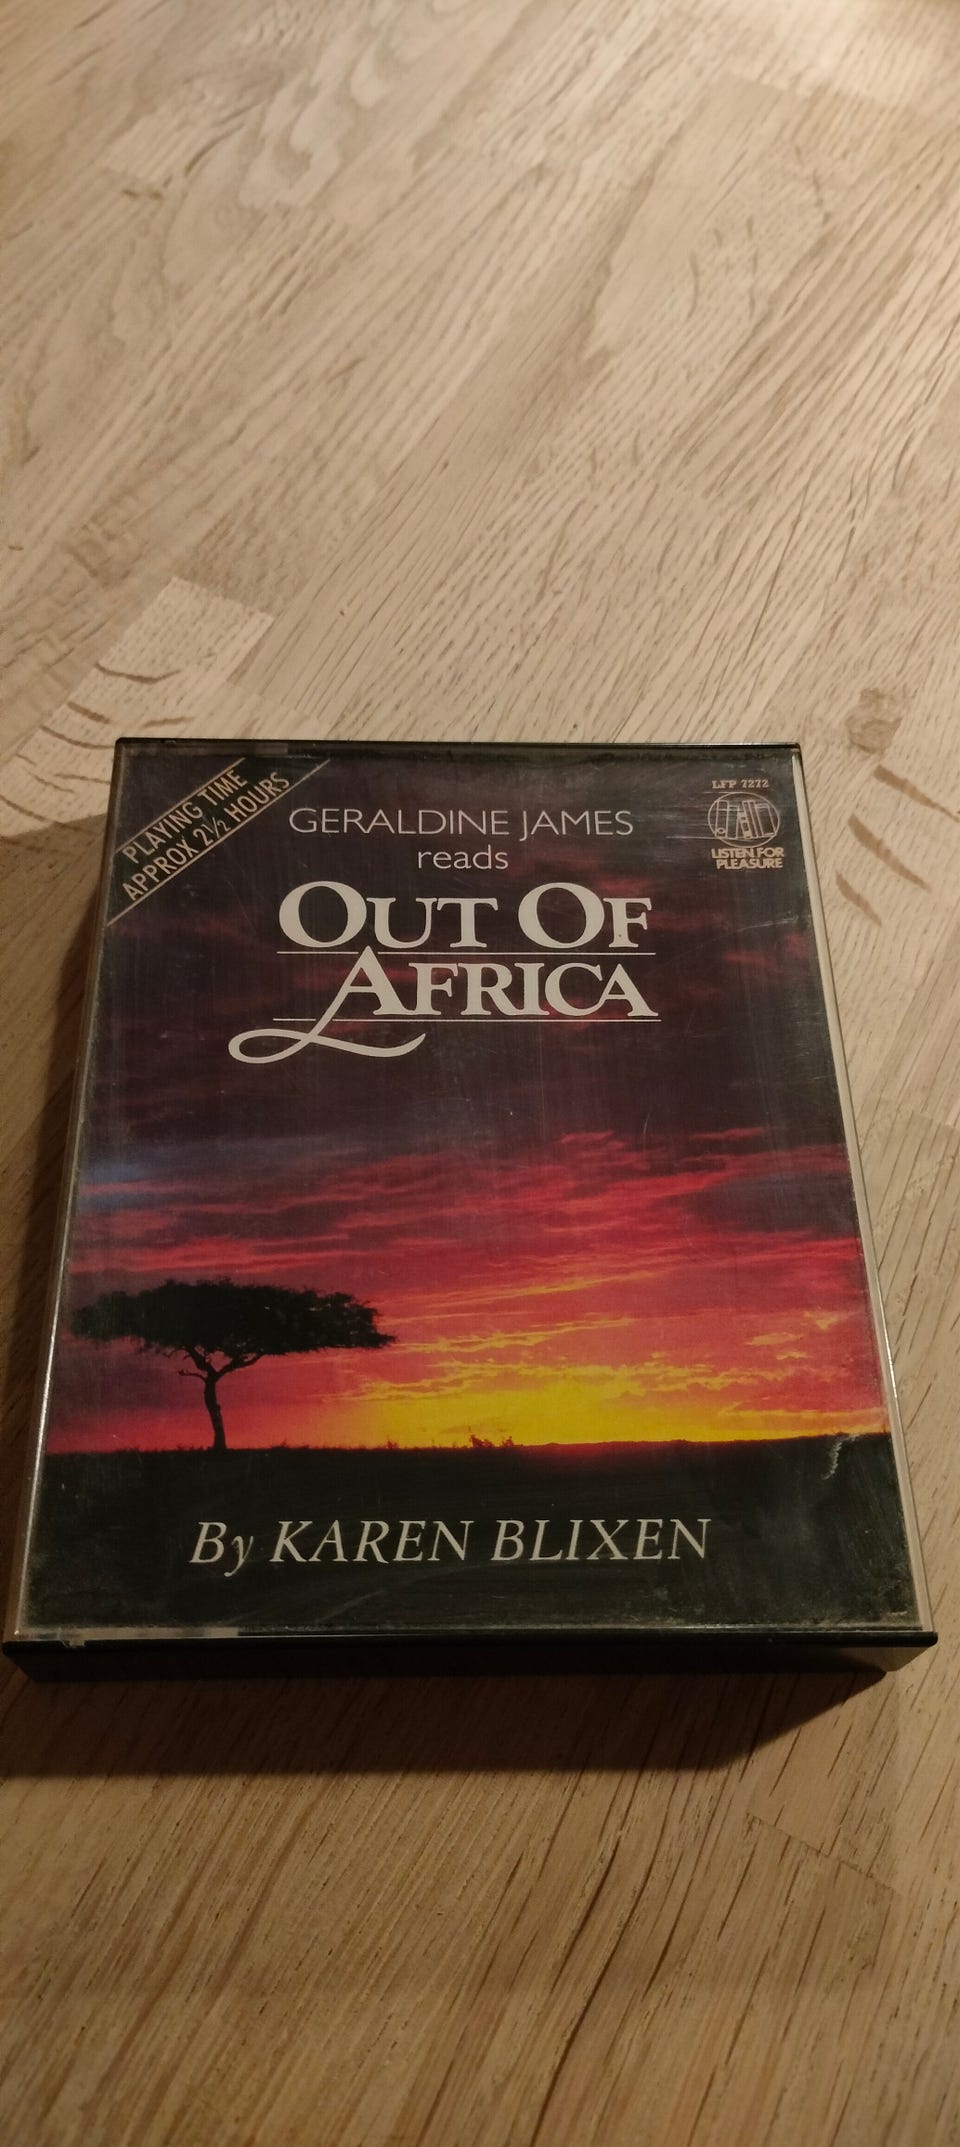 PLAYING TIME
APPROX 2½ HOURS
GERALDINE JAMES
reads
OUT OF
AFRICA
LFP 7272
LISTEN FOR
PLEASURE
By KAREN BLIXEN